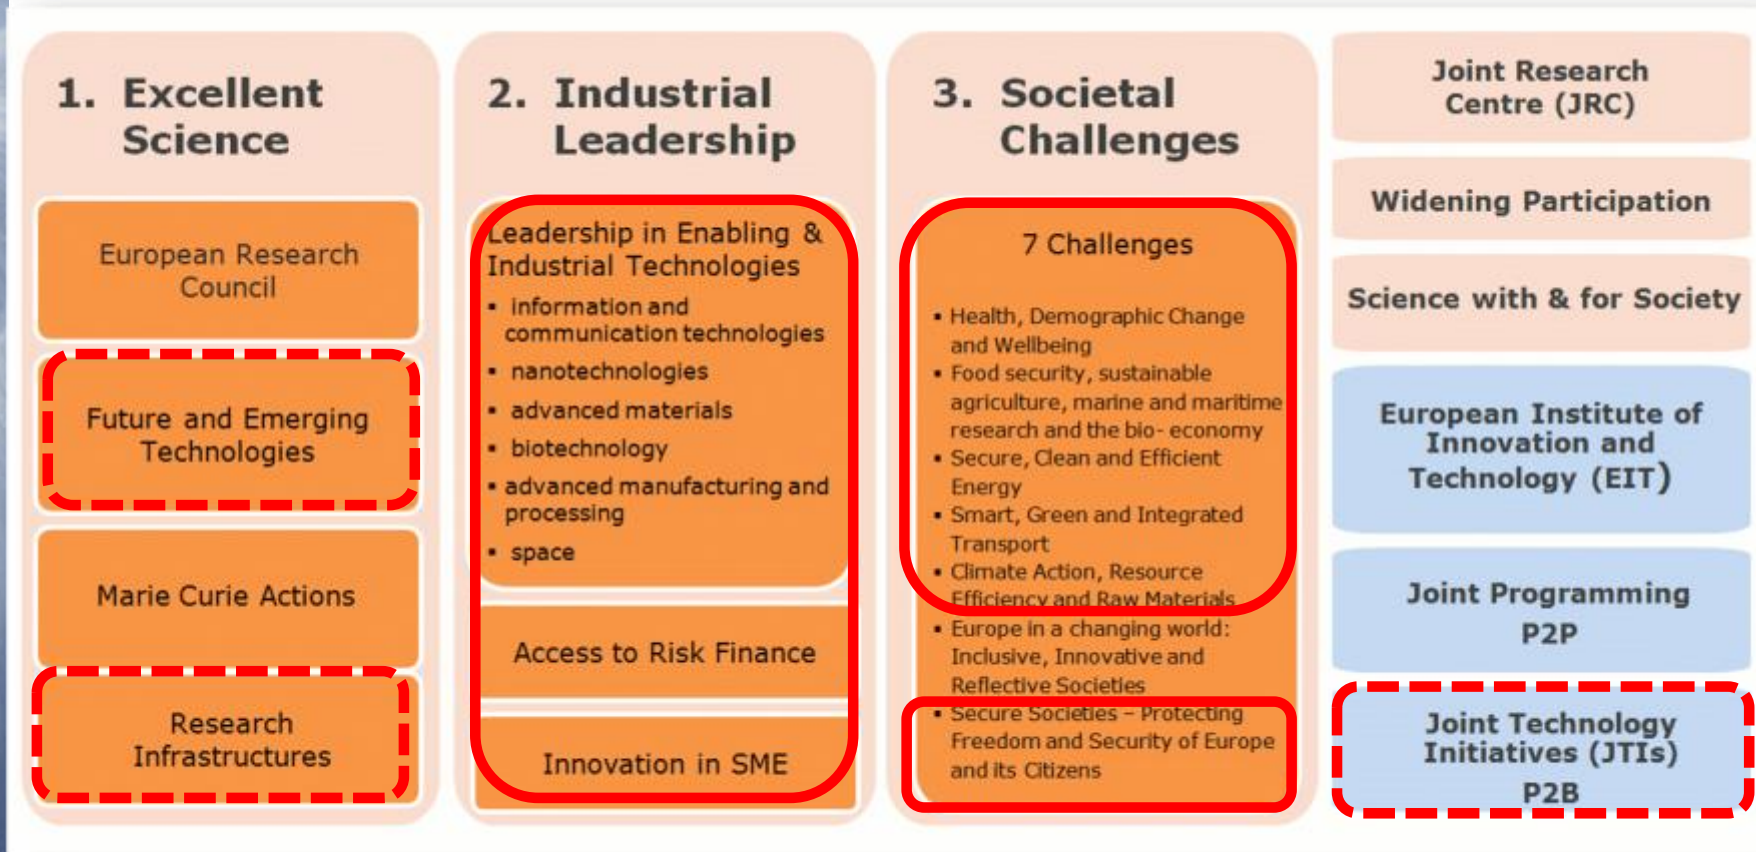 1. Excellent
Science
European Research
Council
Future and Emerging
Technologies
Marie Curie Actions
Research
Infrastructures
2. Industrial
Leadership
Leadership in Enabling &
Industrial Technologies
▪ information and
communication technologies
▪ nanotechnologies
▪ advanced materials
▪ biotechnology
▪ advanced manufacturing and
processing
▪ space
Access to Risk Finance
Innovation in SME
3. Societal
Challenges
7 Challenges
▪ Health, Demographic Change
and Wellbeing
▪ Food security, sustainable
agriculture, marine and maritime
research and the bio- economy
▪ Secure, Clean and Efficient
Energy
▪ Smart, Green and Integrated
Transport
▪ Climate Action, Resource
Efficiency and Raw Materials
▪ Europe in a changing world:
Inclusive, Innovative and
Reflective Societies
▪ Secure Societies – Protecting
Freedom and Security of Europe
and its Citizens
Joint Research
Centre (JRC)
Widening Participation
Science with & for Society
European Institute of
Innovation and
Technology (EIT)
Joint Programming
P2P
Joint Technology
Initiatives (JTIs)
P2B